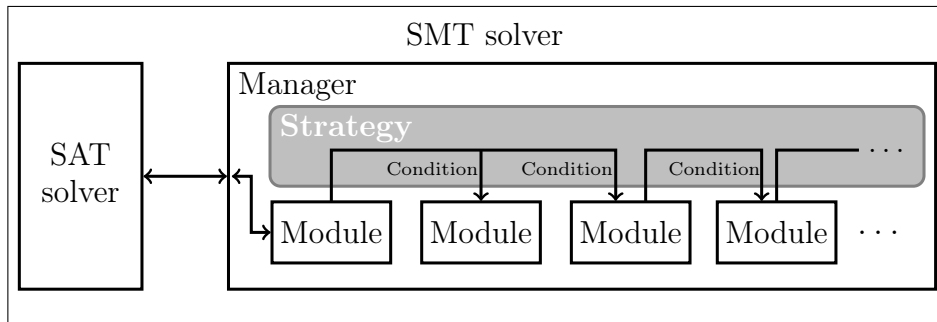 SMT solver
Manager
Strategy
SAT
solver
Condition Condition Condition . . .
Module Module Module Module . . .